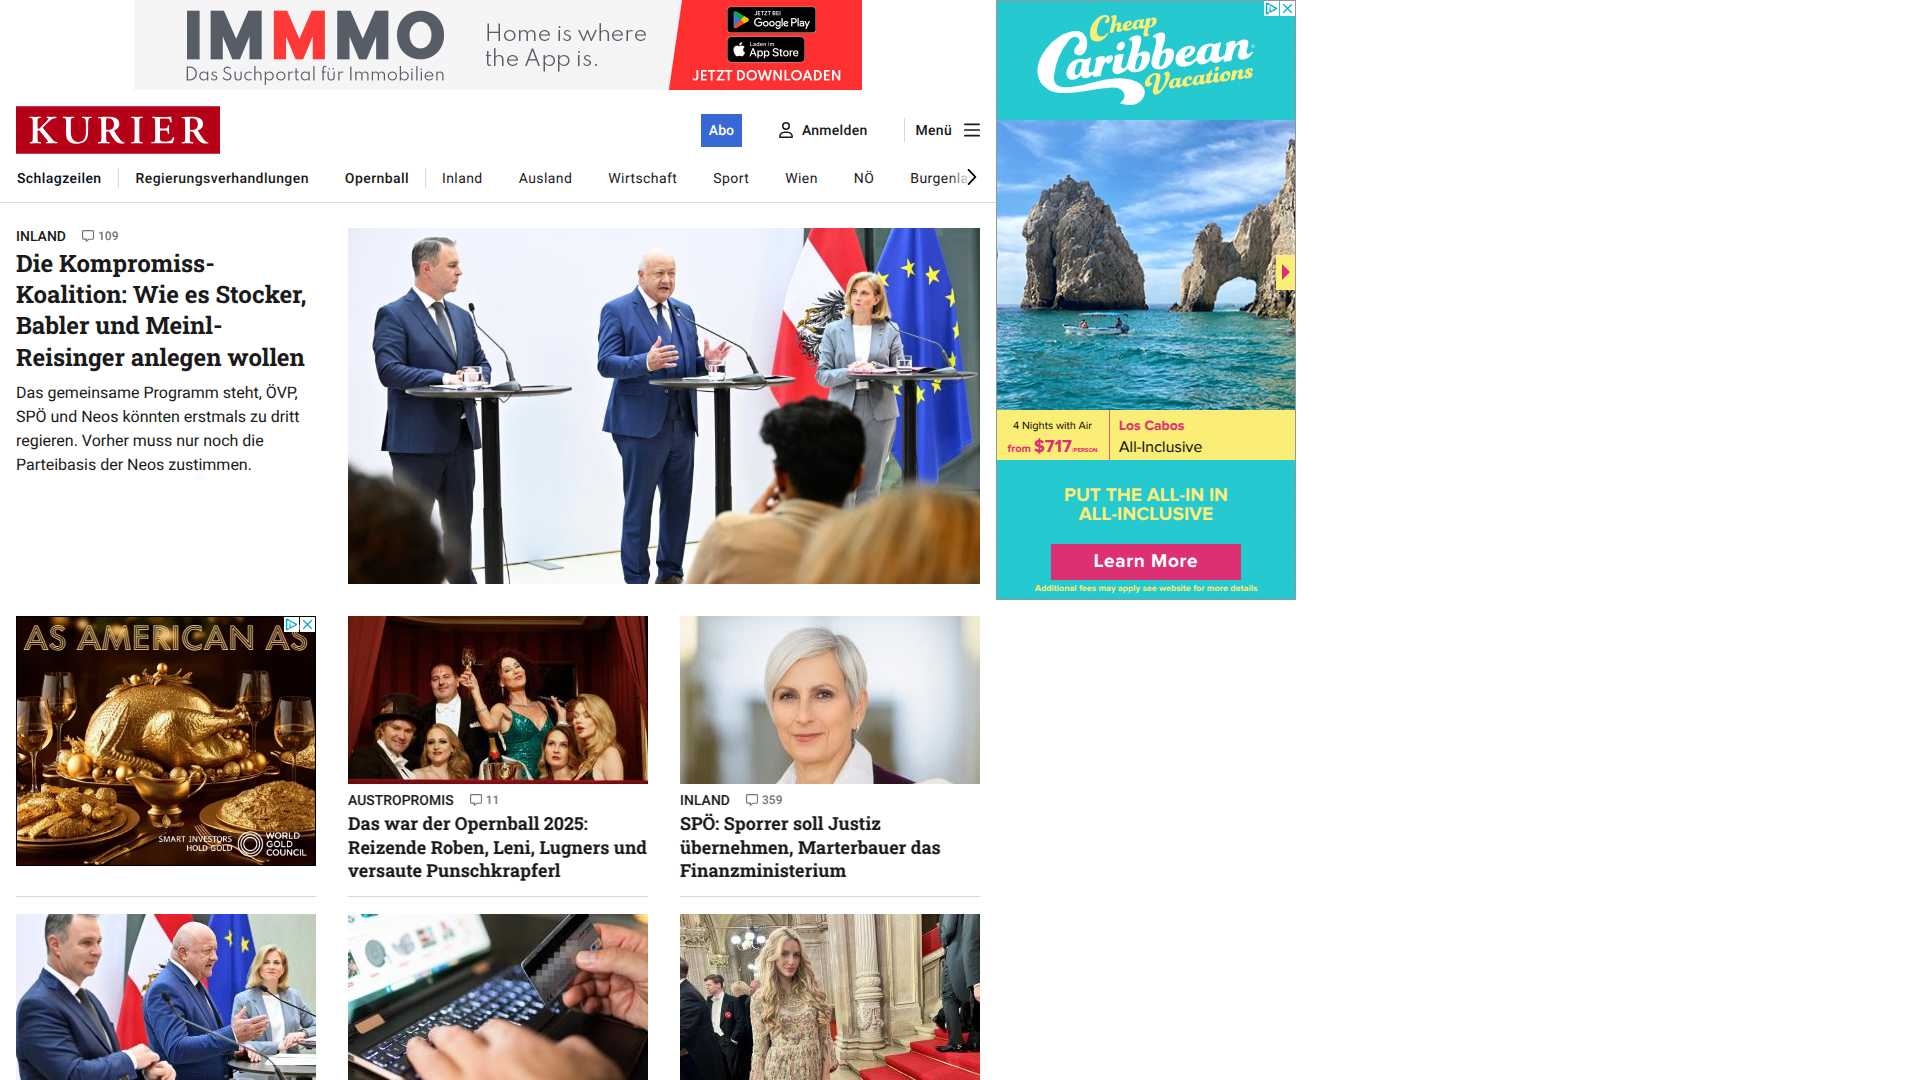 IMMMO
Das Suchportal für Immobilien
Home is where
the App is.
JETZT BEI
Google Play
Laden im
App Store
JETZT DOWNLOADEN
KURIER
Abo
Anmelden
Menü
Schlagzeilen
Regierungsverhandlungen
Opernball
Inland
Ausland
Wirtschaft
Sport
Wien
NÖ
Burgenla
INLAND 109
Die Kompromiss-
Koalition: Wie es Stocker,
Babler und Meinl-
Reisinger anlegen wollen
Das gemeinsame Programm steht, ÖVP,
SPÖ und Neos könnten erstmals zu dritt
regieren. Vorher muss nur noch die
Parteibasis der Neos zustimmen.
Cheap
Caribbean
Vacations
4 Nights with Air
from $717/PERSON
Los Cabos
All-Inclusive
PUT THE ALL-IN IN
ALL-INCLUSIVE
Learn More
Additional fees may apply see website for more details
AS AMERICAN AS
SMART INVESTORS
HOLD GOLD
WORLD
GOLD
COUNCIL
AUSTROPROMIS 11
Das war der Opernball 2025:
Reizende Roben, Leni, Lugners und
versaute Punschkrapferl
INLAND 359
SPÖ: Sporrer soll Justiz
übernehmen, Marterbauer das
Finanzministerium